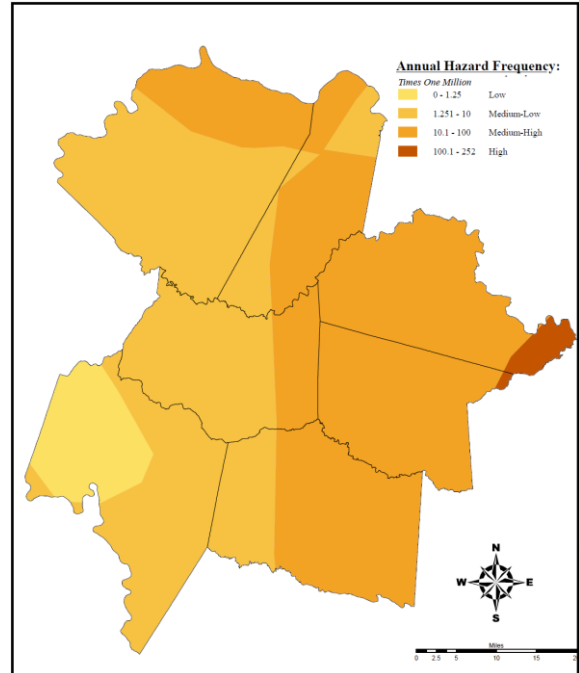 Annual Hazard Frequency:
Times One Million
0 - 1.25 Low
1.251 - 10 Medium-Low
10.1 - 100 Medium-High
100.1 - 252 High
N
W E
S
Miles
0 2.5 5 10 15